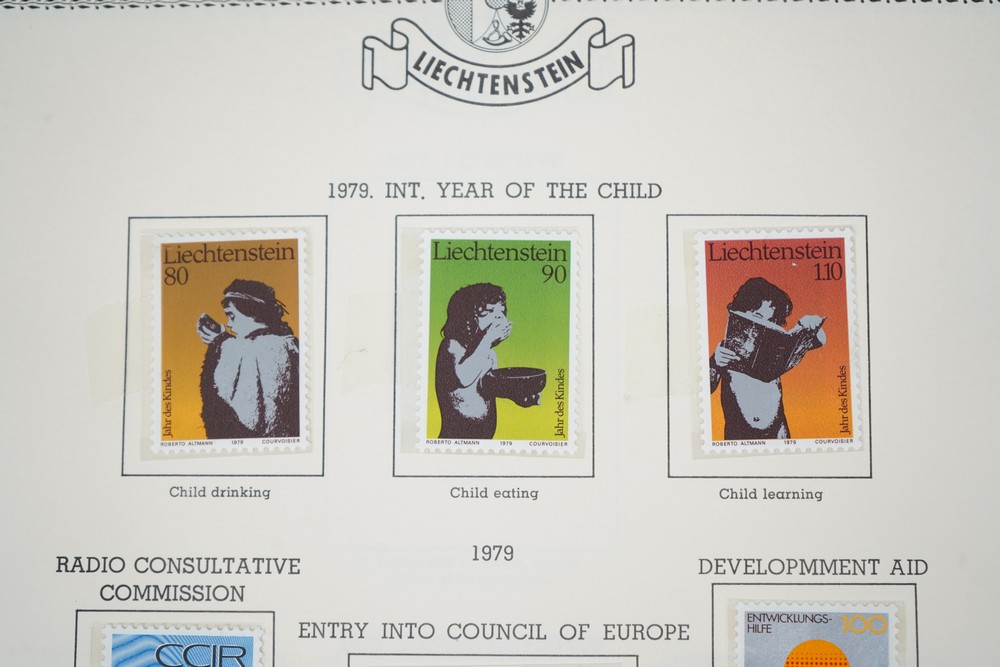 LIECHTENSTEIN
1979. INT. YEAR OF THE CHILD
Liechtenstein
80
Jahr des Kindes
ROBERTO ALTMANN 1979 COURVOISIER
Liechtenstein
90
Jahr des Kindes
ROBERTO ALTMANN 1979 COURVOISIER
Liechtenstein
1.10
Jahr des Kindes
ROBERTO ALTMANN 1979 COURVOISIER
Child drinking
Child eating
Child learning
1979
RADIO CONSULTATIVE
COMMISSION
CCIR
ENTRY INTO COUNCIL OF EUROPE
DEVELOPMMENT AID
ENTWICKLUNGS-
HILFE
100